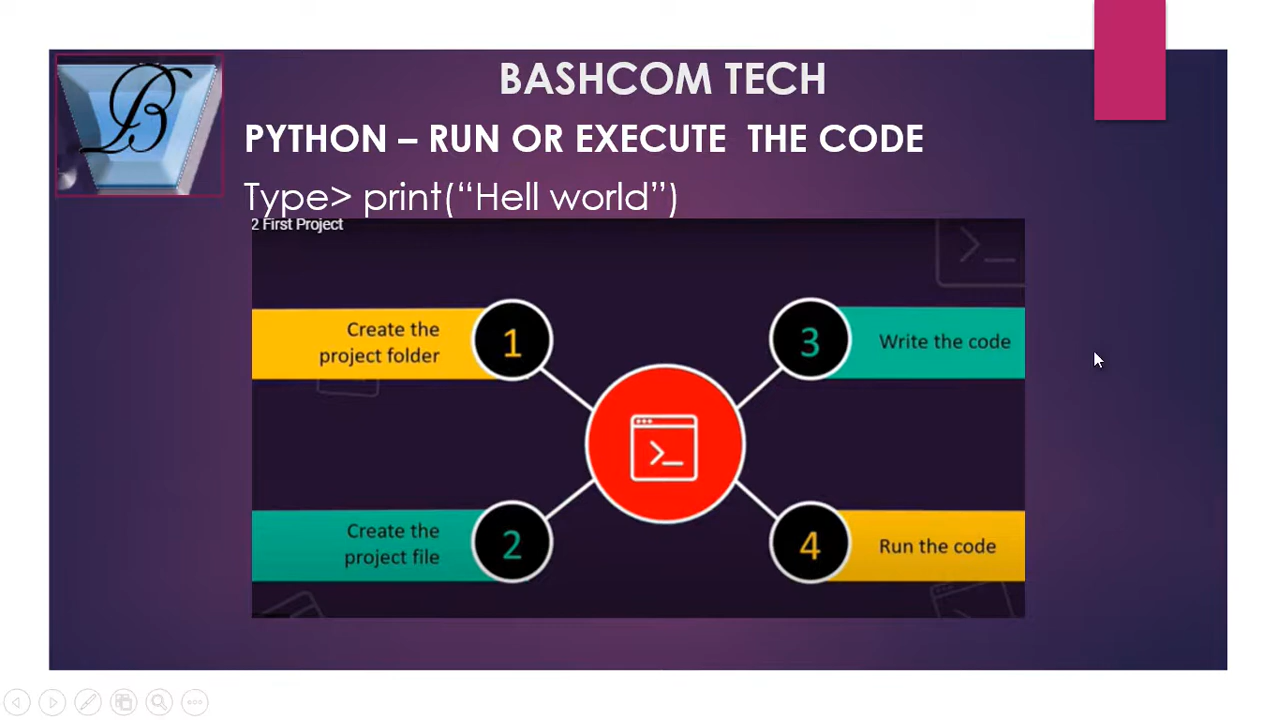 BASHCOM TECH
B
PYTHON – RUN OR EXECUTE THE CODE
Type> print(“Hell world”)
2 First Project
Create the
project folder
1
Create the
project file
2
3
Write the code
4
Run the code